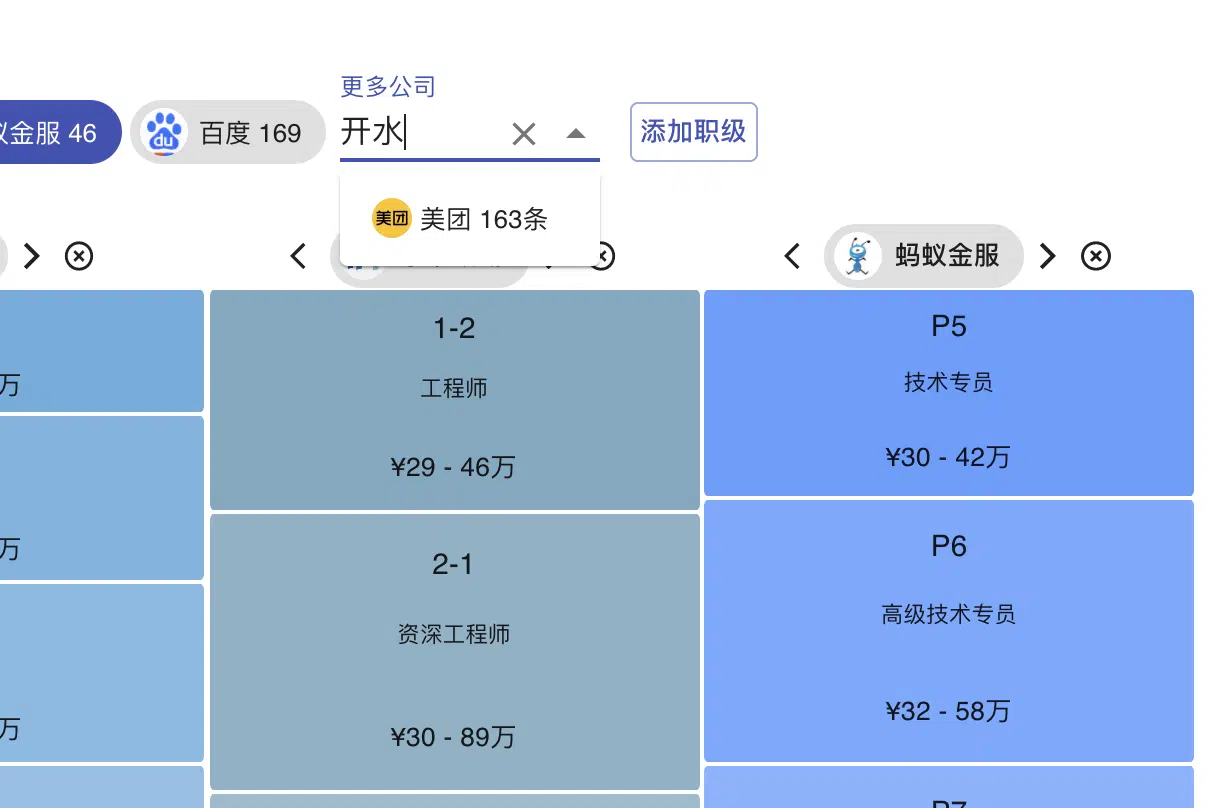 更多公司
金服 46
du
百度 169
开水
添加职级
美团 美团 163条
蚂蚁金服
万
万
万
1-2
工程师
¥29 - 46万
2-1
资深工程师
¥30 - 89万
P5
技术专员
¥30 - 42万
P6
高级技术专员
¥32 - 58万
P7